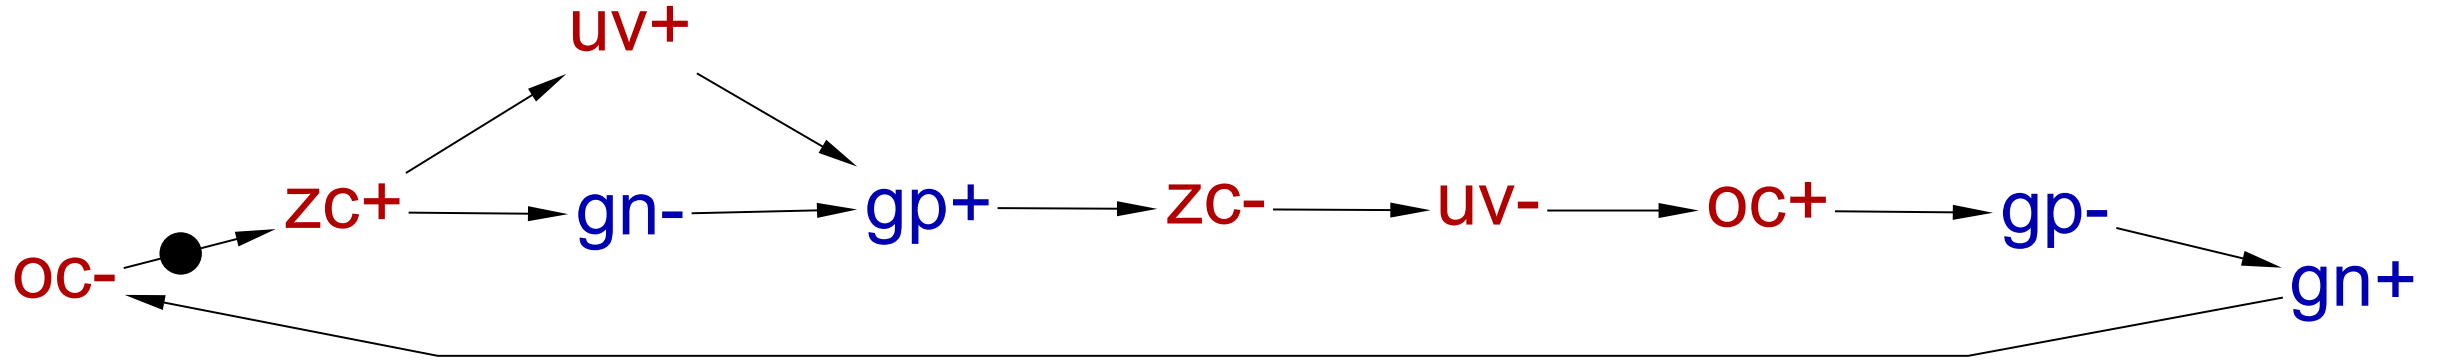 uv+
zc+
gn-
gp+
zc-
uv-
oc+
gp-
oc-
gn+